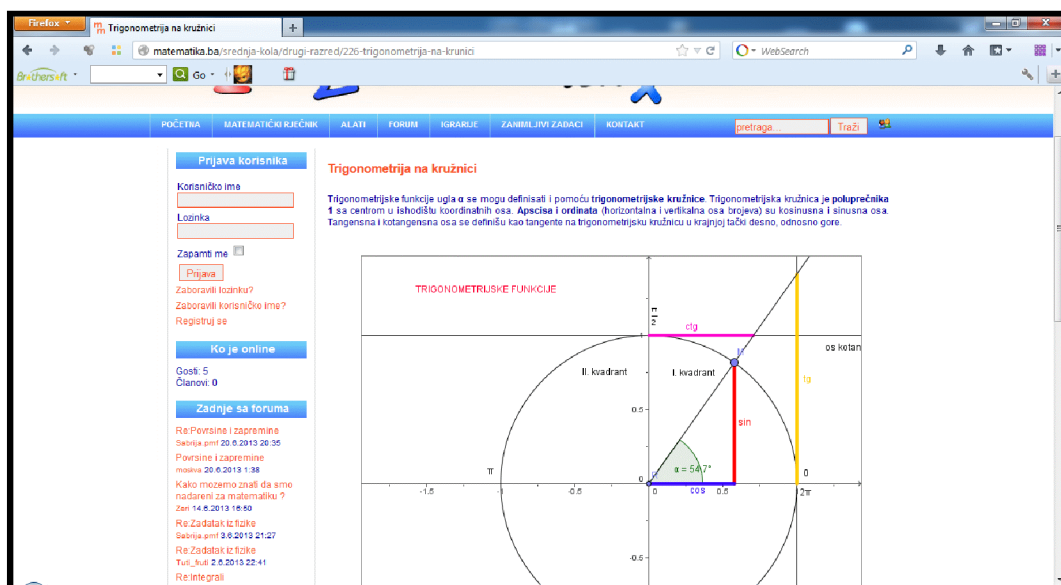 Firefox
Trigonometrija na kružnici
matematika.ba/srednja-kola/drugi-razred/226-trigonometrija-na-krunici
WebSearch
Brothersoft
Go
POČETNA MATEMATIČKI RJEČNIK ALATI FORUM IGRARIJE ZANIMLJIVI ZADACI KONTAKT
pretraga... Traži
Prijava korisnika
Korisničko ime
Lozinka
Zapamti me
Prijava
Zaboravili lozinku?
Zaboravili korisničko ime?
Registruj se
Ko je online
Gosti: 5
Članovi: 0
Zadnje sa foruma
Re:Povrsine i zapremine
Sabrija.pmf 20.6.2013 20:35
Povrsine i zapremine
moskva 20.6.2013 1:38
Kako mozemo znati da smo
nadareni za matematiku ?
Zen 14.6.2013 16:50
Re:Zadatak iz fizike
Sabrija.pmf 3.6.2013 21:27
Re:Zadatak iz fizike
Tuti_fruti 2.6.2013 22:41
Re:Integrali
Trigonometrija na kružnici
Trigonometrijske funkcije ugla α se mogu definisati i pomoću trigonometrijske kružnice. Trigonometrijska kružnica je poluprečnika
1 sa centrom u ishodištu koordinatnih osa. Apscisa i ordinata (horizontalna i vertikalna osa brojeva) su kosinusna i sinusna osa.
Tangensna i kotangensna osa se definišu kao tangente na trigonometrijsku kružnicu u krajnjoj tački desno, odnosno gore.
TRIGONOMETRIJSKE FUNKCIJE
π
2
ctg
1
os kotan
II. kvadrant I. kvadrant
tg
0.5
sin
π
α = 54.7°
0
0
-1.5 -1 -0.5 0 cos 0.5 1 2π
-0.5